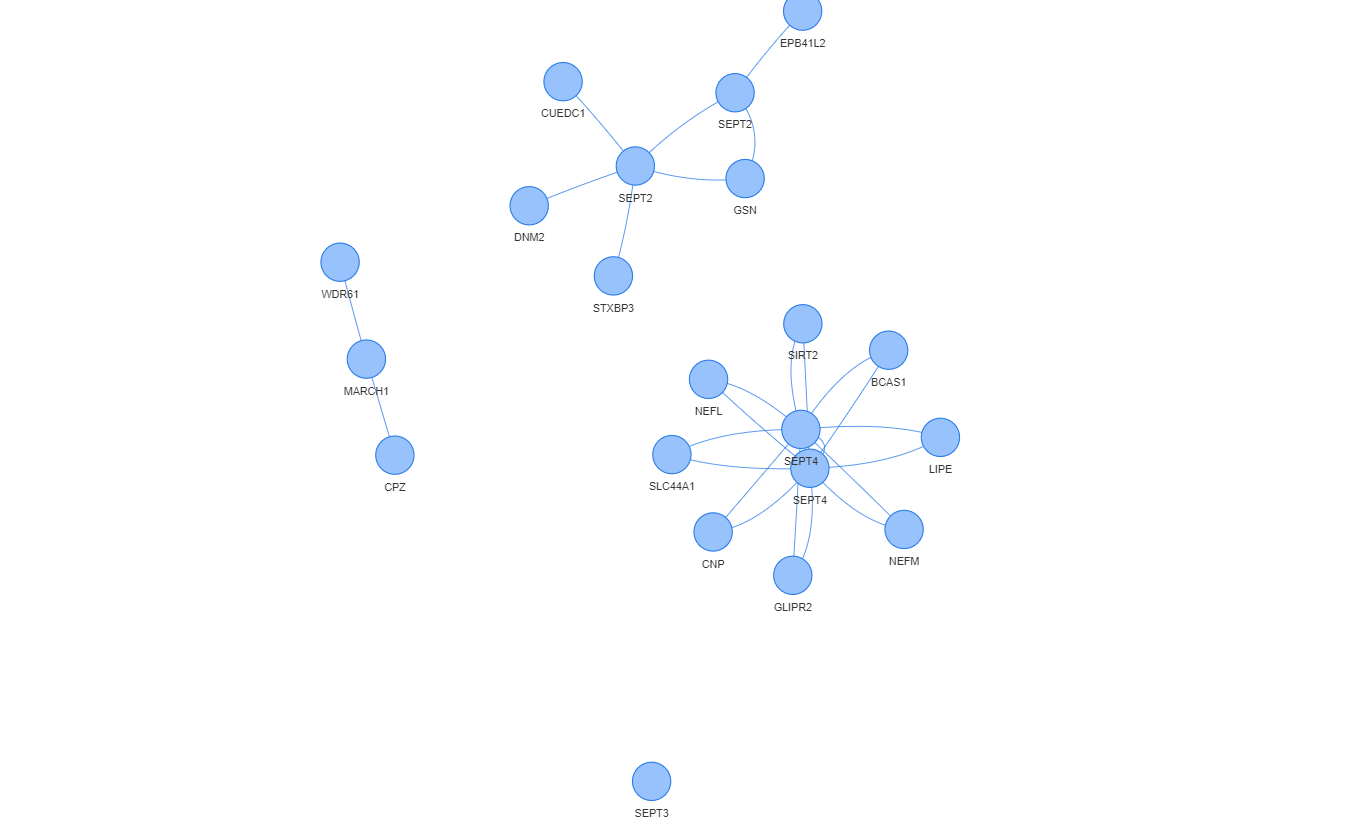 EPB41L2
CUEDC1
SEPT2
SEPT2
GSN
DNM2
WDR61
STXBP3
SIRT2
BCAS1
MARCH1
NEFL
SEPT4
LIPE
CPZ
SLC44A1
SEPT4
CNP
NEFM
GLIPR2
SEPT3